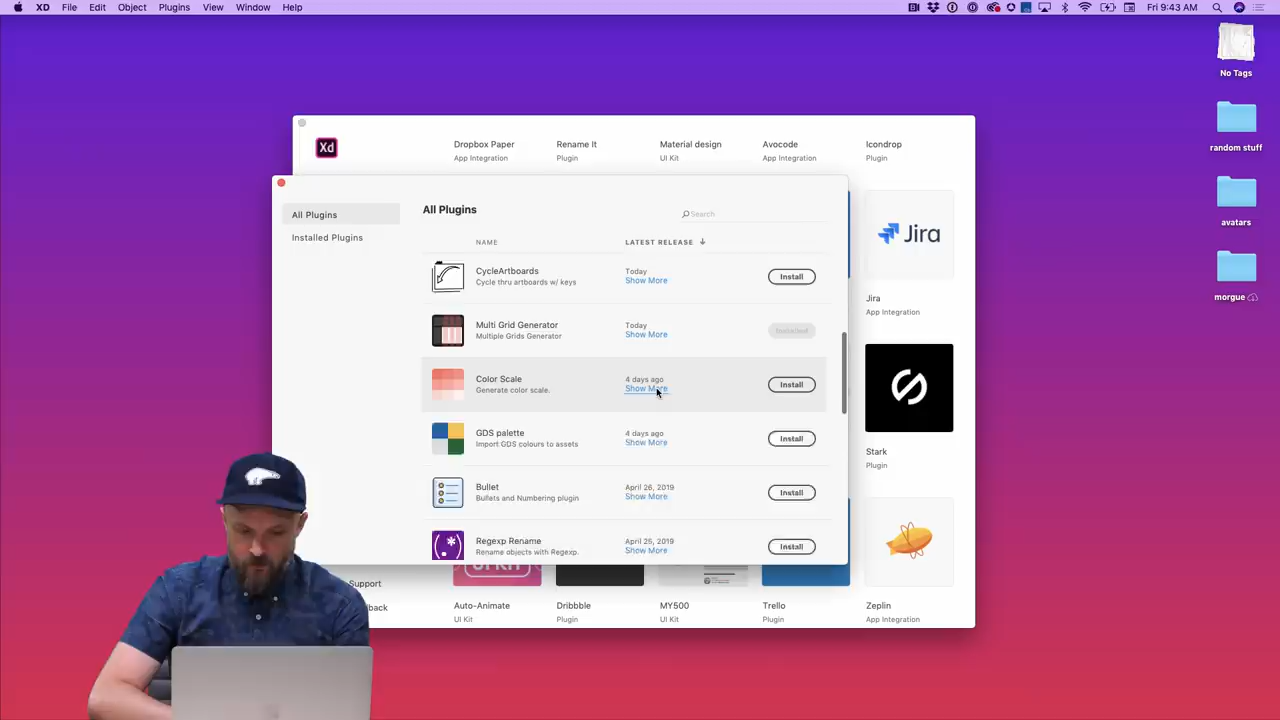 XD File Edit Object Plugins View Window Help
Fri 9:43 AM
No Tags
random stuff
avatars
morgue
Xd
Dropbox Paper
App Integration
Rename It
Plugin
Material design
UI Kit
Avocode
App Integration
Icondrop
Plugin
All Plugins
Installed Plugins
All Plugins
Search
NAME
LATEST RELEASE
CycleArtboards
Cycle thru artboards w/ keys
Today
Show More
Install
Multi Grid Generator
Multiple Grids Generator
Today
Show More
Installed
Color Scale
Generate color scale.
4 days ago
Show More
Install
GDS palette
Import GDS colours to assets
4 days ago
Show More
Install
Bullet
Bullets and Numbering plugin
April 26, 2019
Show More
Install
(.*)
Regexp Rename
Rename objects with Regexp.
April 25, 2019
Show More
Install
Jira
Jira
App Integration
Stark
Plugin
Support
Auto-Animate
UI Kit
Dribbble
Plugin
MY500
UI Kit
Trello
Plugin
Zeplin
App Integration